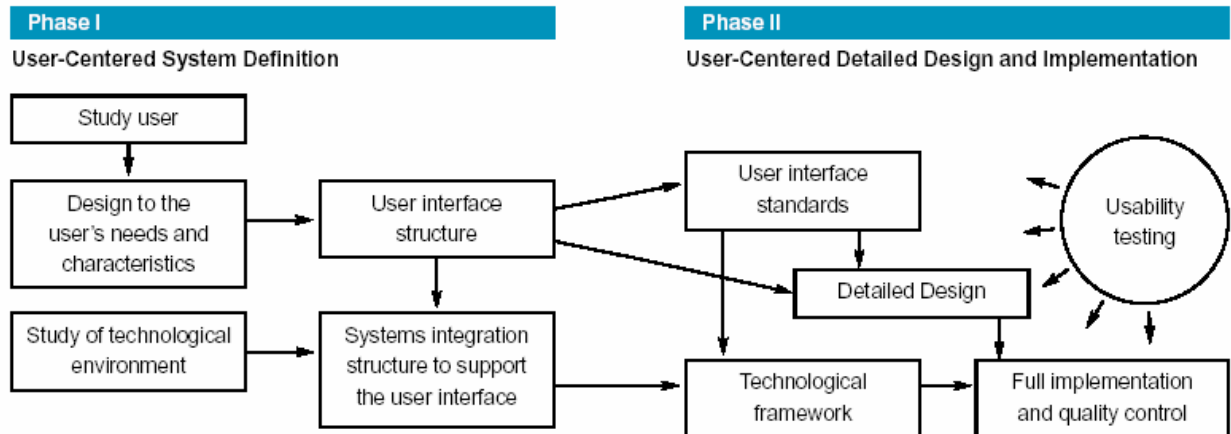 Phase I
User-Centered System Definition
Study user
Design to the
user's needs and
characteristics
User interface
structure
Study of technological
environment
Systems integration
structure to support
the user interface
Phase II
User-Centered Detailed Design and Implementation
User interface
standards
Usability
testing
Detailed Design
Technological
framework
Full implementation
and quality control